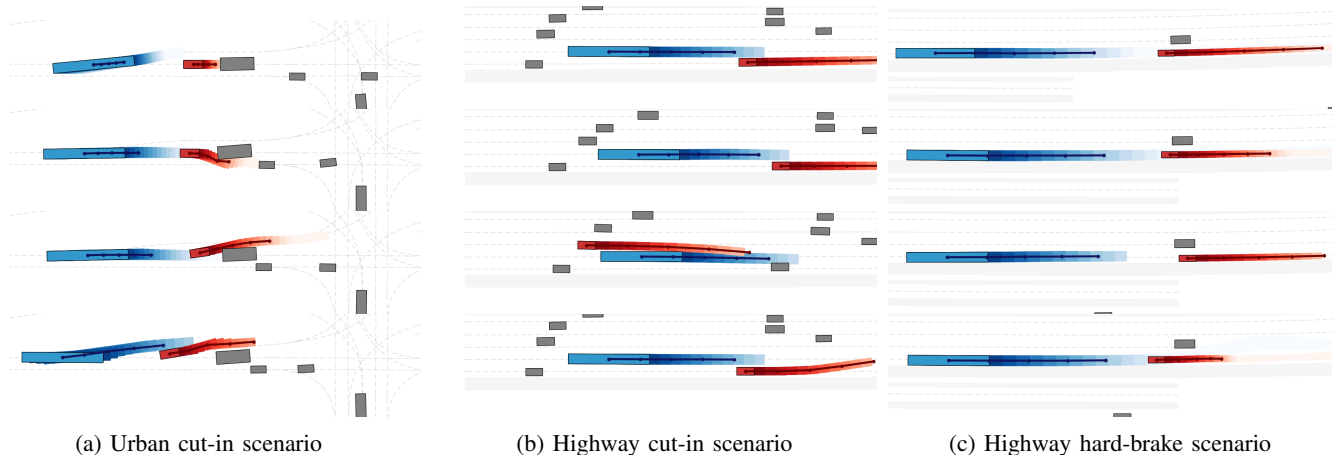 (a) Urban cut-in scenario
(b) Highway cut-in scenario
(c) Highway hard-brake scenario